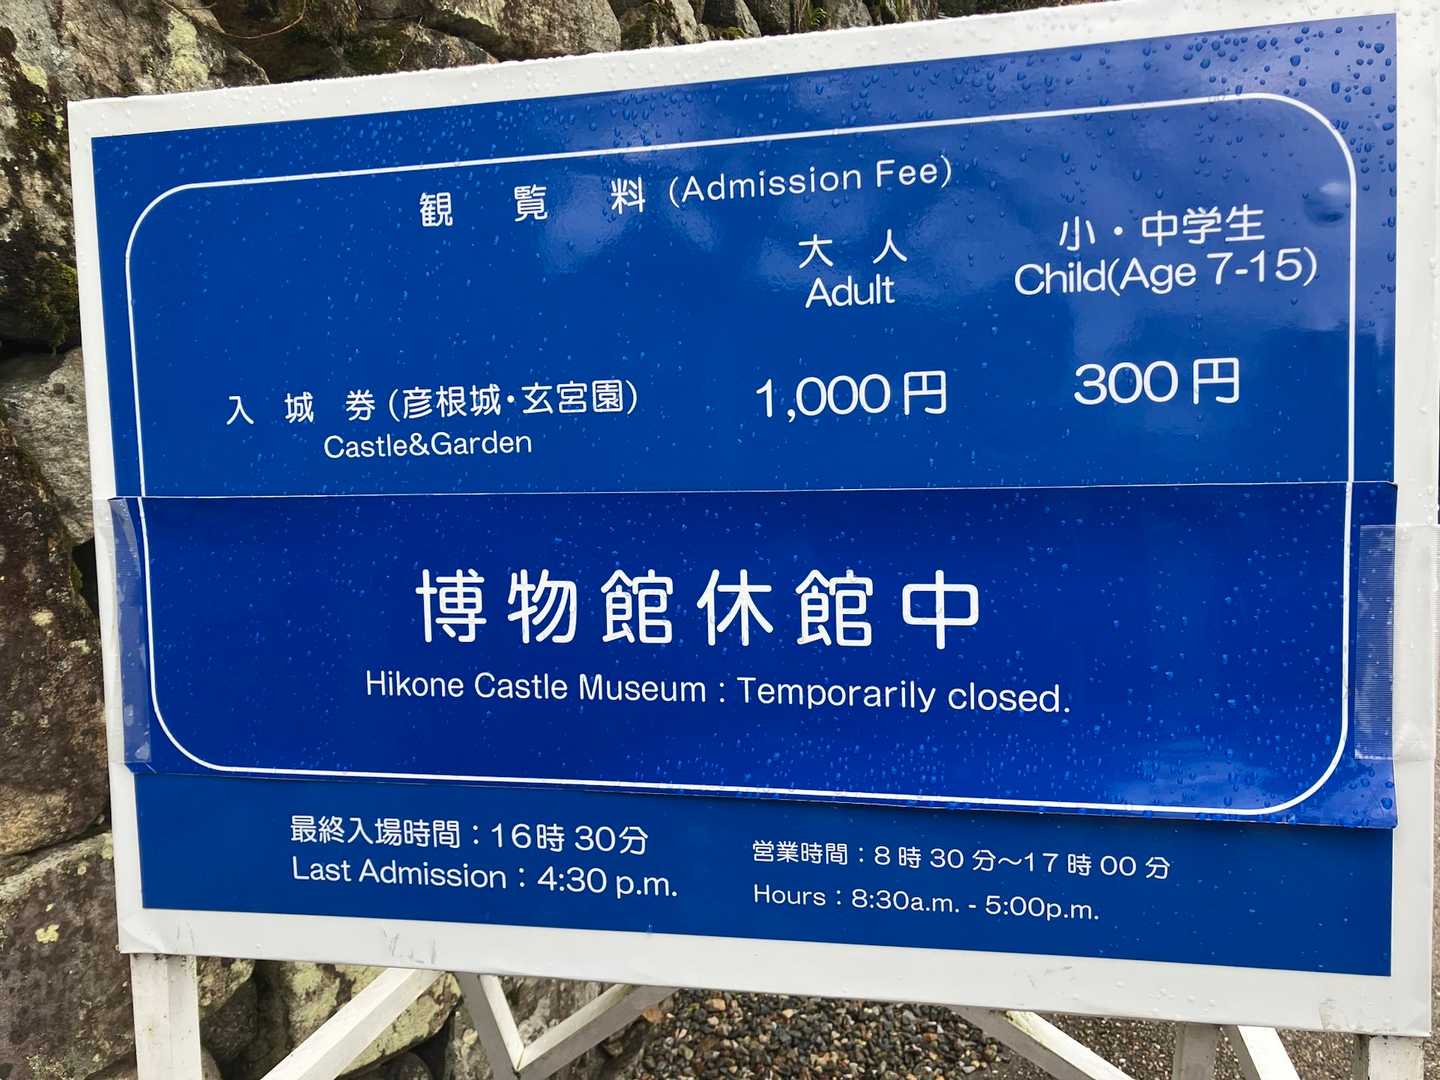 観覧料 (Admission Fee)
大人 小・中学生
Adult Child(Age 7-15)
入城券(彦根城・玄宮園) 1,000円 300円
Castle&Garden
博物館休館中
Hikone Castle Museum : Temporarily closed.
最終入場時間：16時30分 営業時間：8時30分～17時00分
Last Admission：4:30 p.m. Hours：8:30a.m. - 5:00p.m.